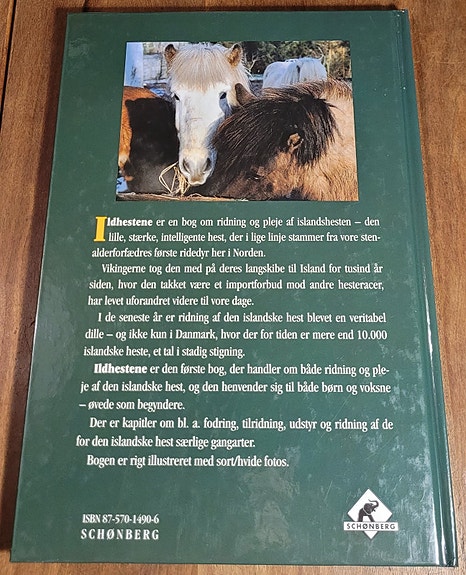 Ildhestene er en bog om ridning og pleje af islandshesten – den
lille, stærke, intelligente hest, der i lige linje stammer fra vore sten-
alderforfædres første ridedyr her i Norden.
Vikingerne tog den med på deres langskibe til Island for tusind år
siden, hvor den takket være et importforbud mod andre hesteracer,
har levet uforandret videre til vore dage.
I de seneste år er ridning af den islandske hest blevet en veritabel
dille – og ikke kun i Danmark, hvor der for tiden er mere end 10.000
islandske heste, et tal i stadig stigning.
Ildhestene er den første bog, der handler om både ridning og ple-
je af den islandske hest, og den henvender sig til både børn og voksne
– øvede som begyndere.
Der er kapitler om bl. a. fodring, tilridning, udstyr og ridning af de
for den islandske hest særlige gangarter.
Bogen er rigt illustreret med sort/hvide fotos.
ISBN 87-570-1490-6
SCHØNBERG
SCHØNBERG